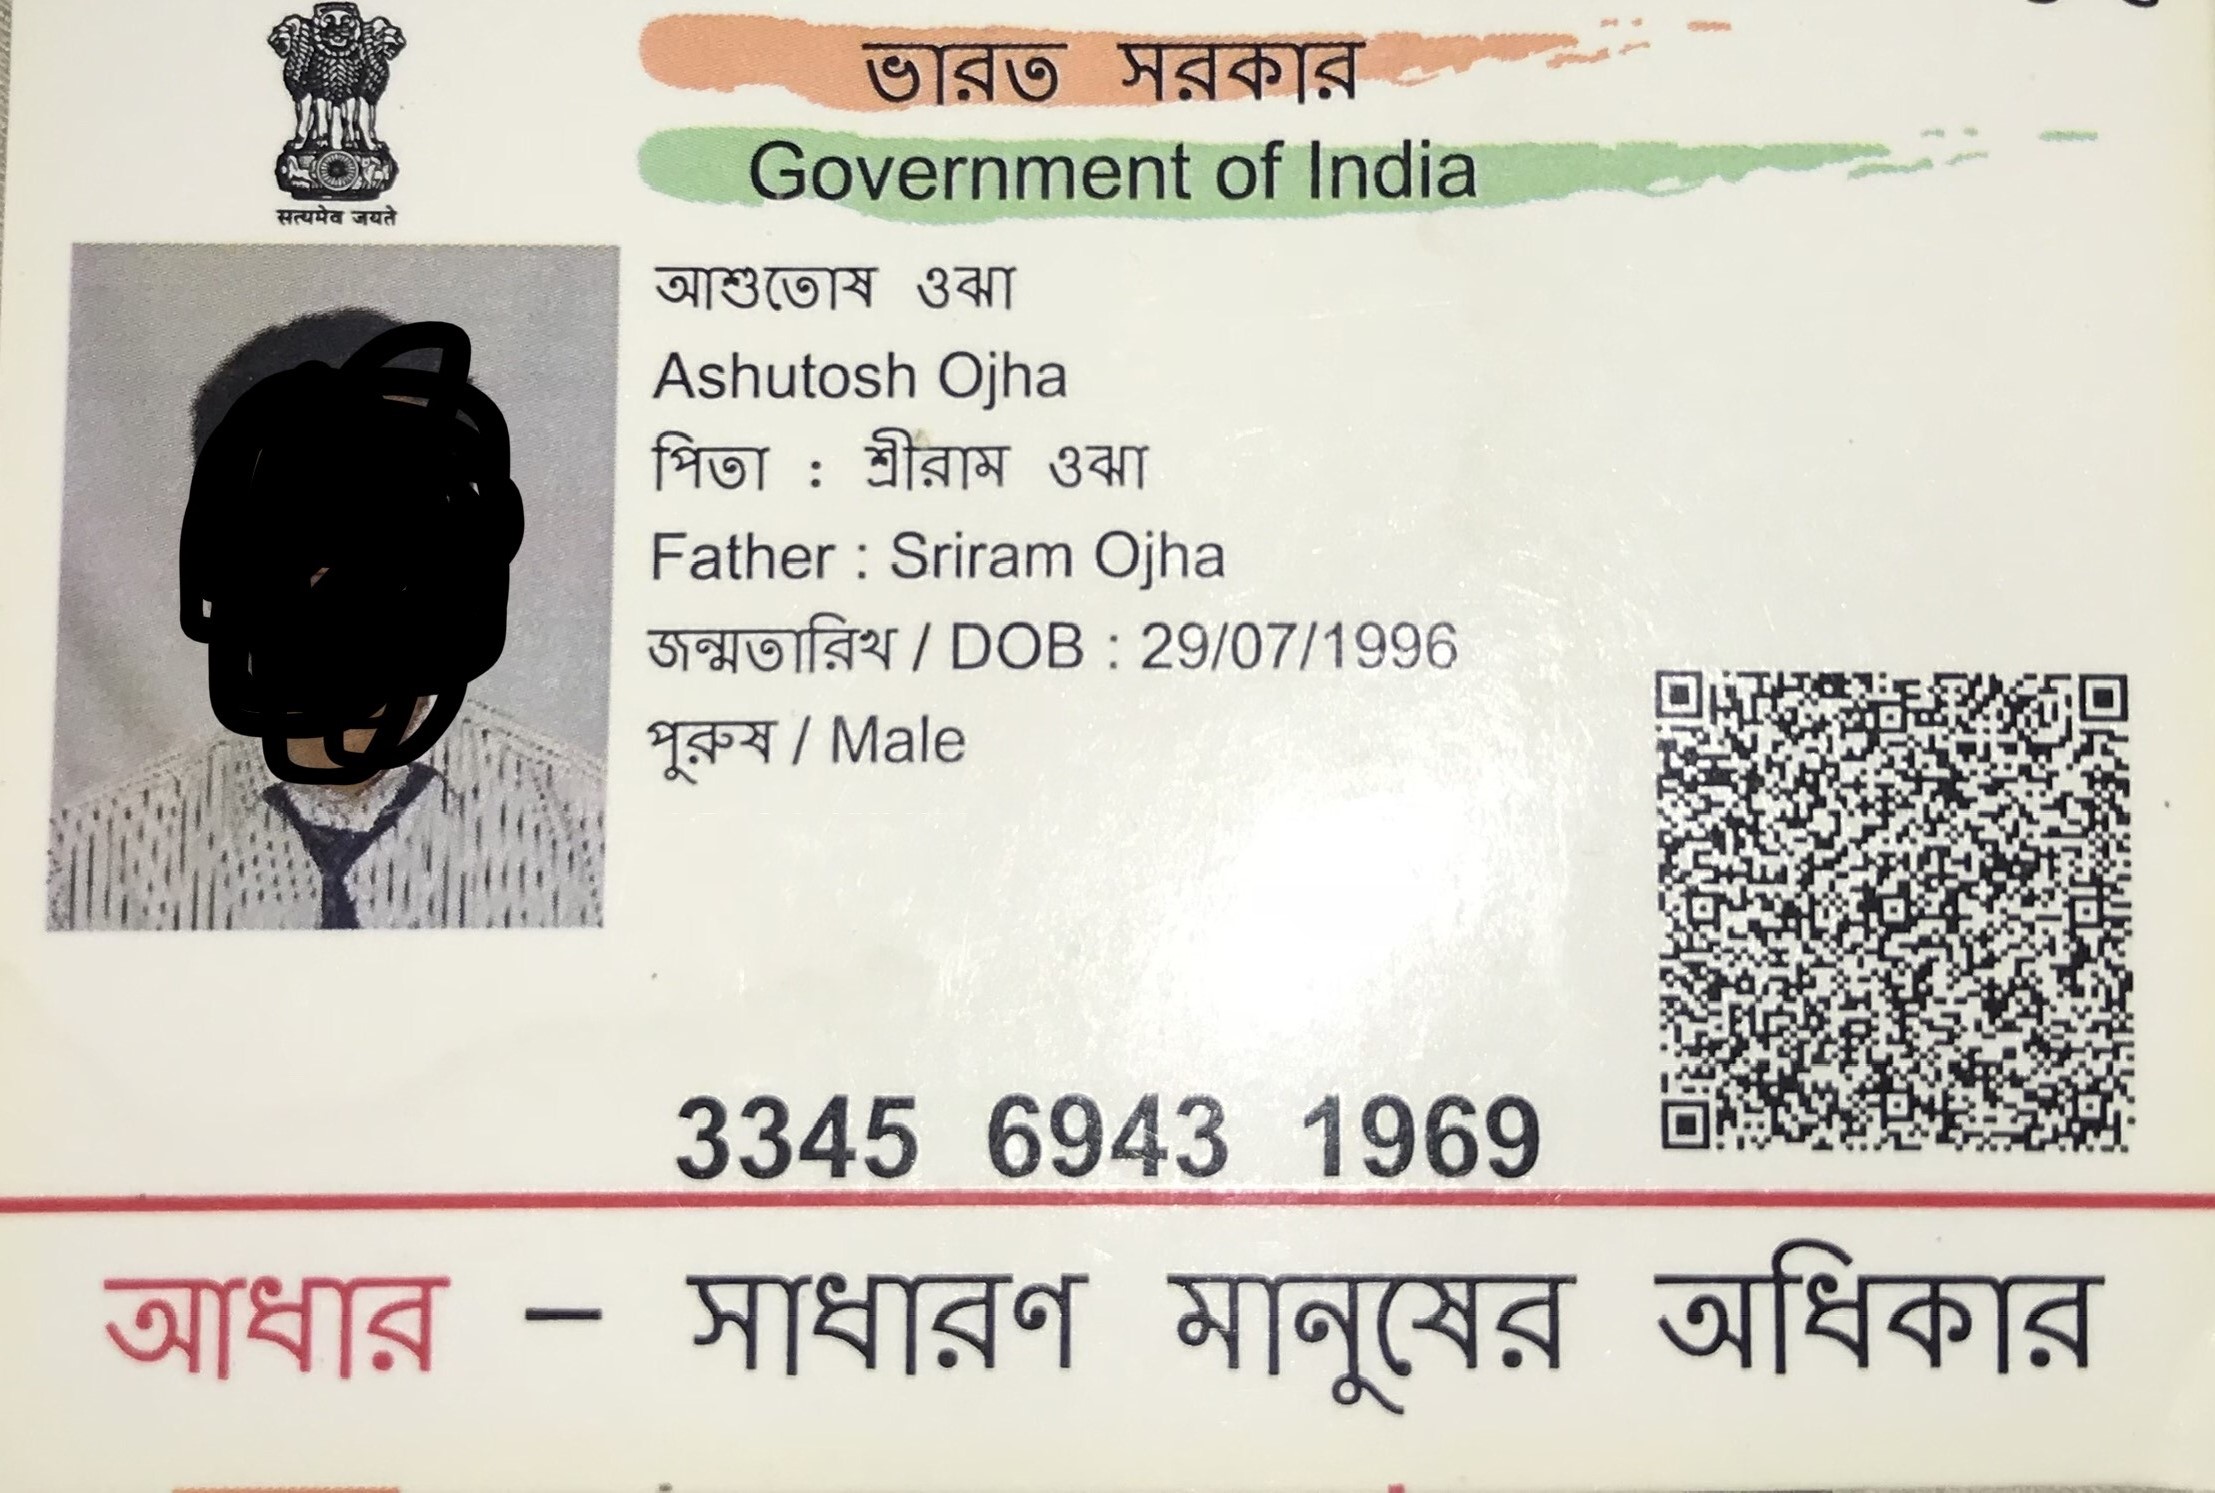 ভারত সরকার
Government of India
सत्यमेव जयते
আশুতোষ ওঝা
Ashutosh Ojha
পিতা : শ্রীরাম ওঝা
Father : Sriram Ojha
জন্মতারিখ / DOB : 29/07/1996
পুরুষ / Male
3345 6943 1969
আধার – সাধারণ মানুষের অধিকার